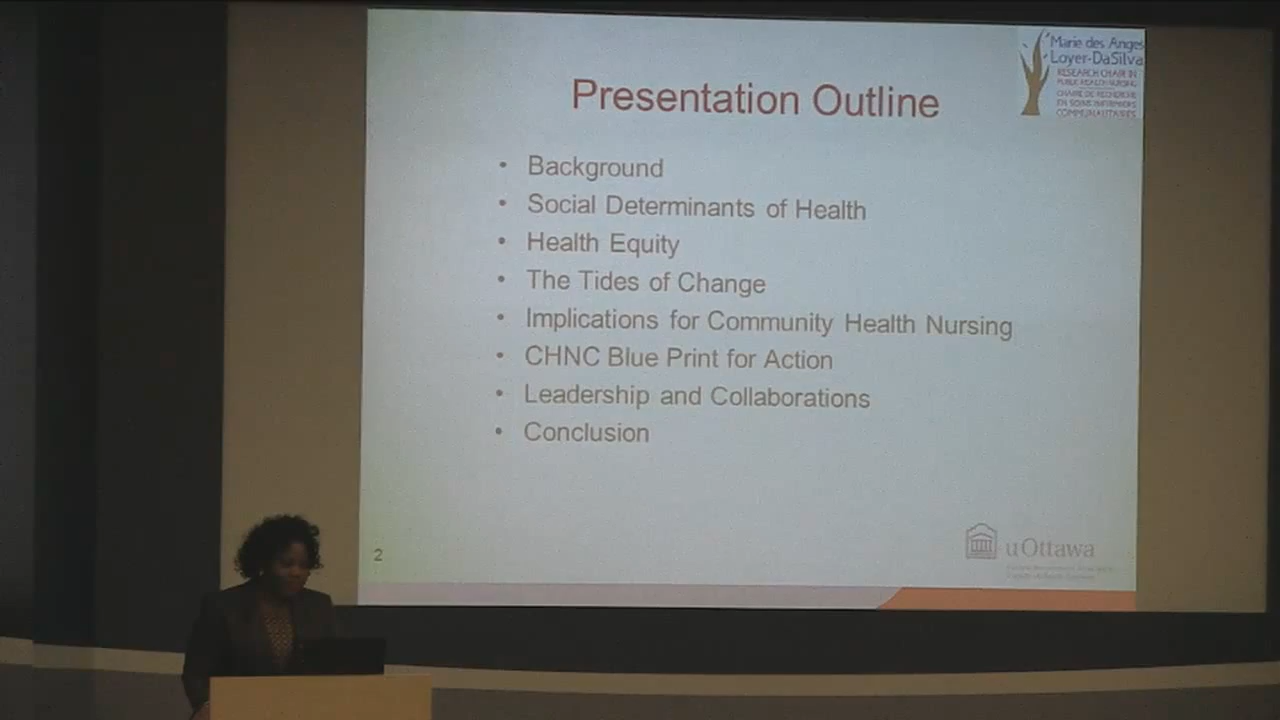 Marie des Anges
Loyer-DaSilva
RESEARCH CHAIR IN
PUBLIC HEALTH NURSING
CHAIRE DE RECHERCHE
EN SOINS INFIRMIERS
COMMUNAUTAIRES
Presentation Outline
• Background
• Social Determinants of Health
• Health Equity
• The Tides of Change
• Implications for Community Health Nursing
• CHNC Blue Print for Action
• Leadership and Collaborations
• Conclusion
2
uOttawa